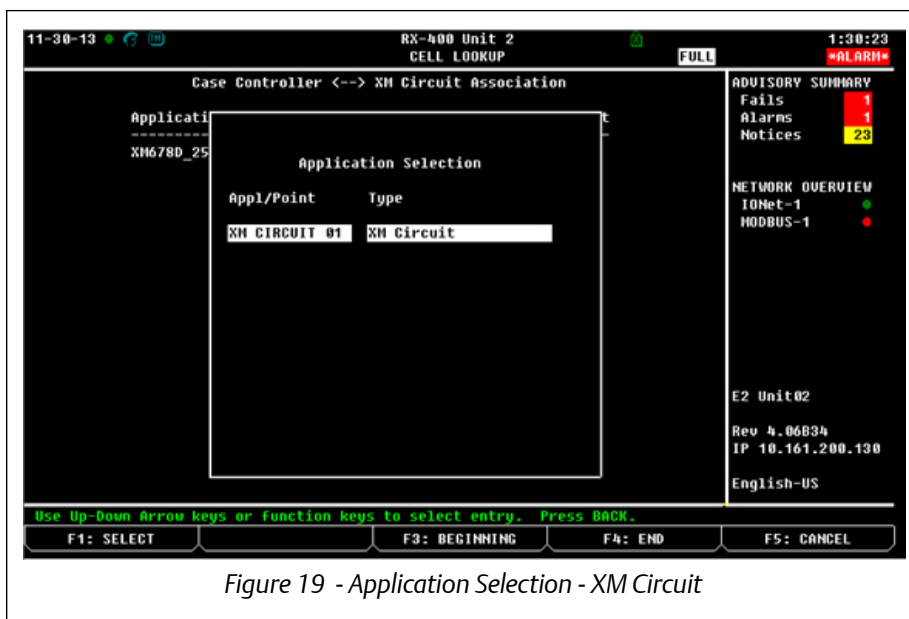 11-30-13 RX-400 Unit 2 1:30:23
CELL LOOKUP FULL *ALARM*
Case Controller <--> XM Circuit Association
ADVISORY SUMMARY
Fails 1
Alarms 1
Notices 23
NETWORK OVERVIEW
IONet-1
MODBUS-1
Applicati t
XM678D_25
Application Selection
Appl/Point Type
XM CIRCUIT 01 XM Circuit
E2 Unit02
Rev 4.06B34
IP 10.161.200.130
English-US
Use Up-Down Arrow keys or function keys to select entry. Press BACK.
F1: SELECT F3: BEGINNING F4: END F5: CANCEL
Figure 19 - Application Selection - XM Circuit